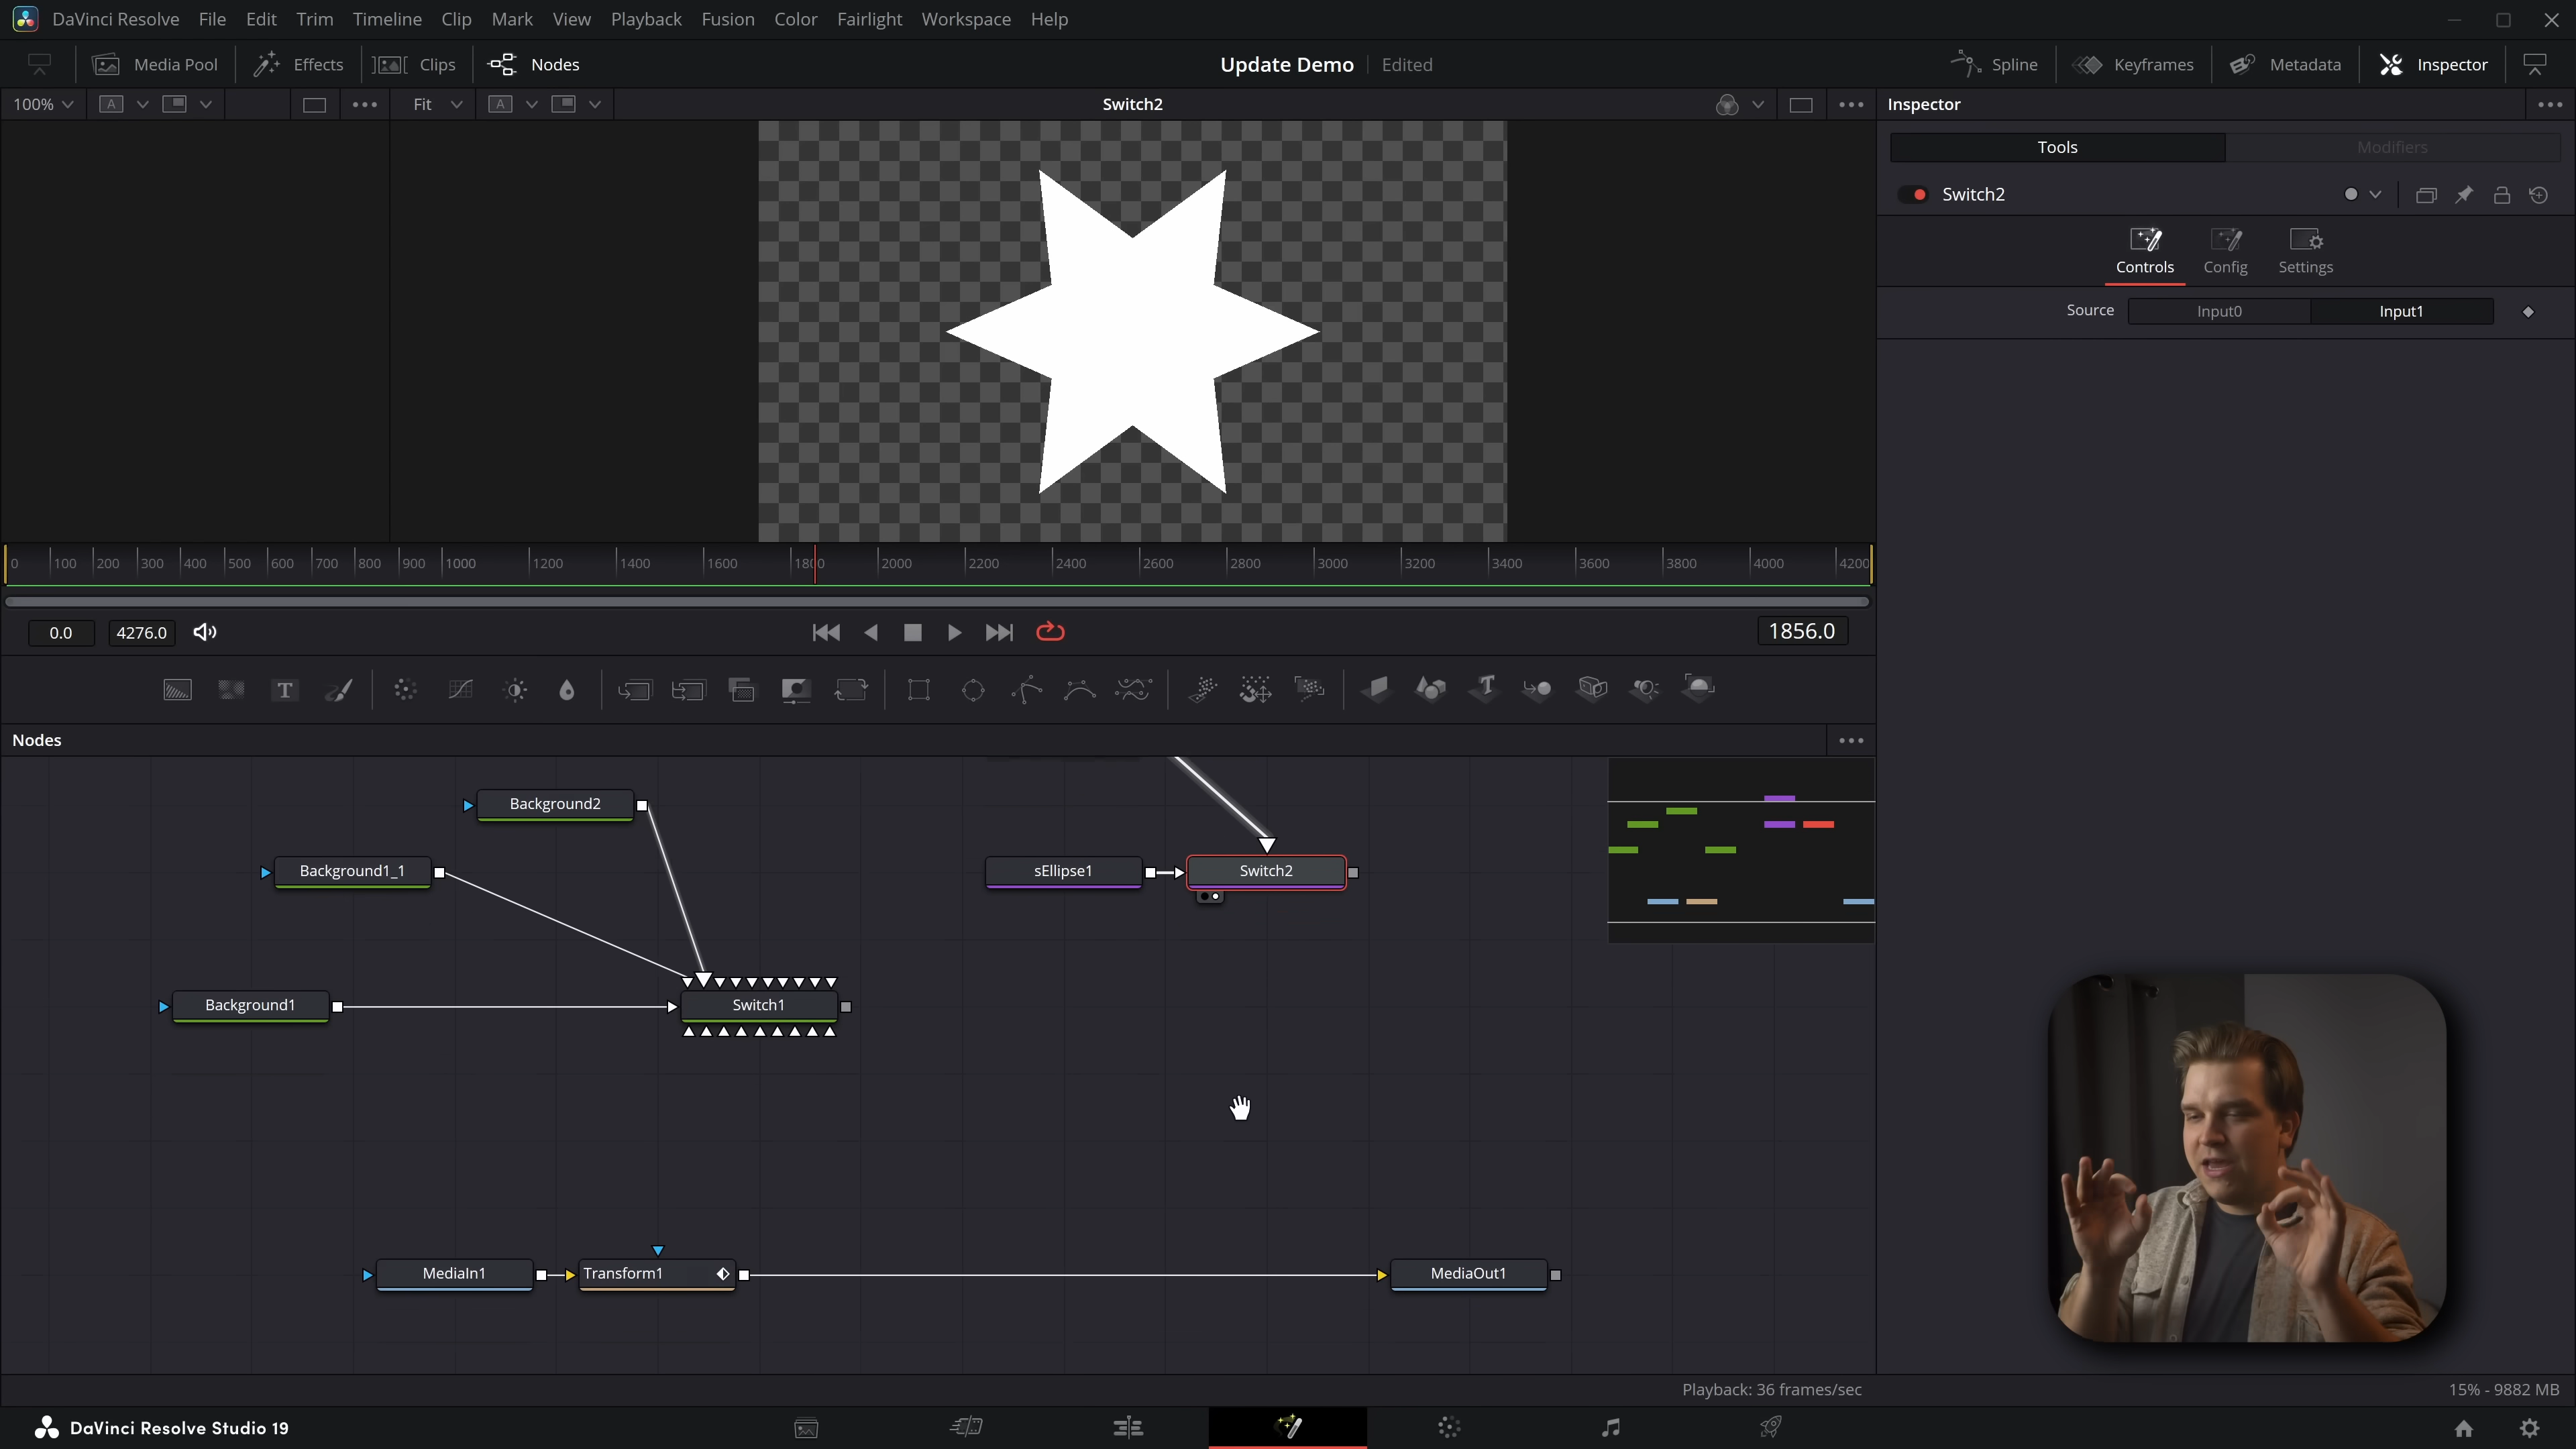 DaVinci Resolve File Edit Trim Timeline Clip Mark View Playback Fusion Color Fairlight Workspace Help
Media Pool Effects Clips Nodes Update Demo Edited Spline Keyframes Metadata Inspector
100% A Fit A Switch2 Inspector
Tools Modifiers
Switch2
Controls Config Settings
Source Input0 Input1
0 100 200 300 400 500 600 700 800 900 1000 1200 1400 1600 1800 2000 2200 2400 2600 2800 3000 3200 3400 3600 3800 4000 4200
0.0 4276.0 1856.0
T
Nodes
Background2
Background1_1 sEllipse1 Switch2
Background1 Switch1
MediaIn1 Transform1 MediaOut1
Playback: 36 frames/sec 15% - 9882 MB
DaVinci Resolve Studio 19